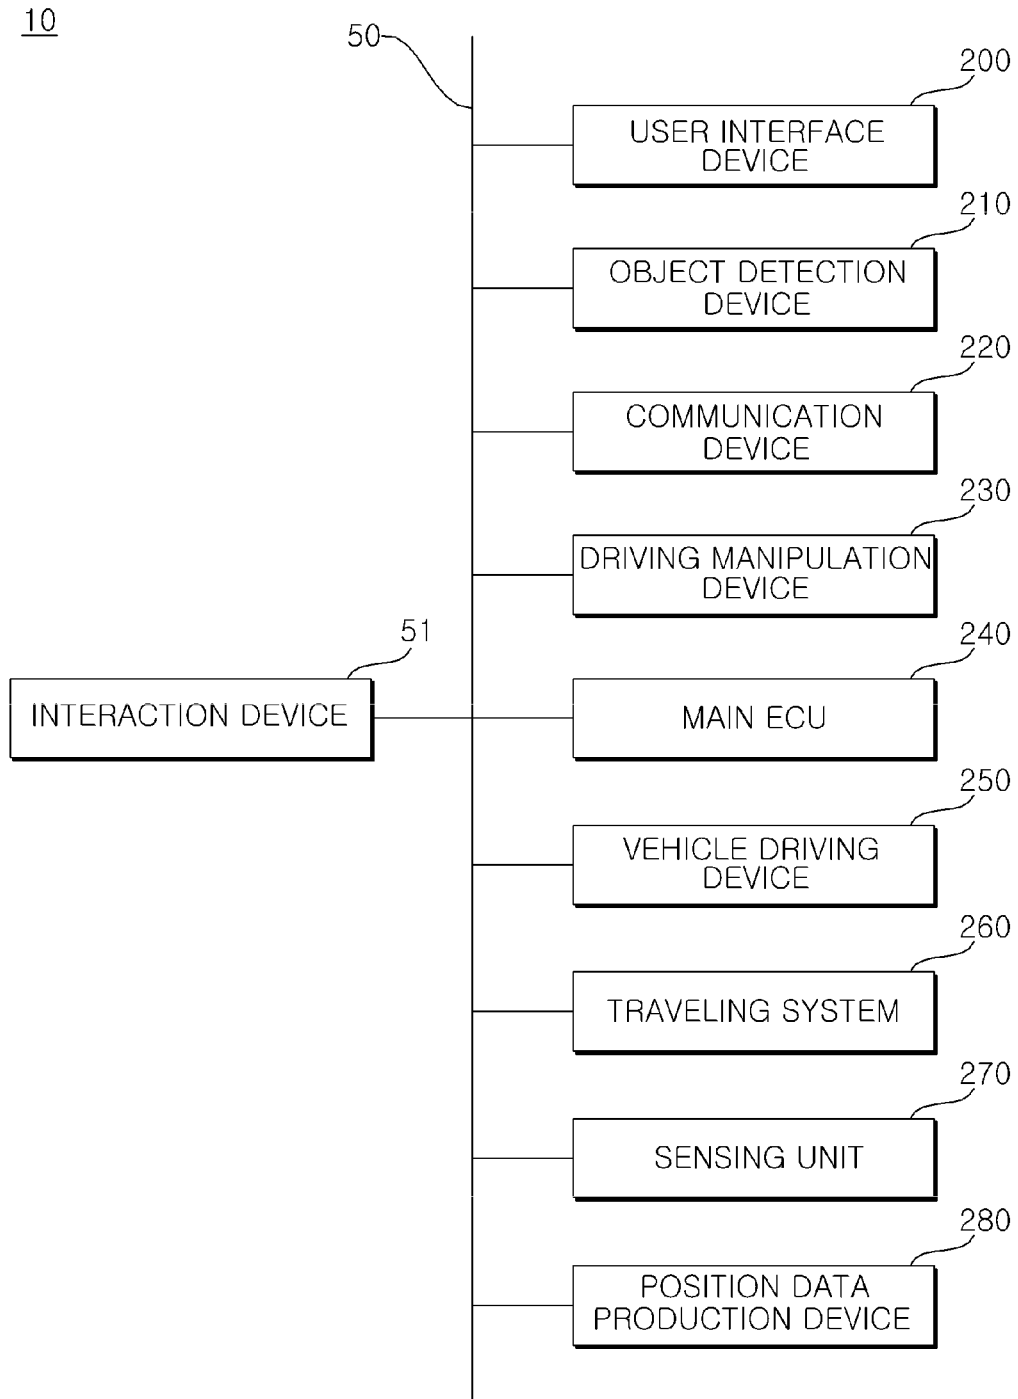 10
50
200
USER INTERFACE
DEVICE
210
OBJECT DETECTION
DEVICE
220
COMMUNICATION
DEVICE
230
DRIVING MANIPULATION
DEVICE
51
INTERACTION DEVICE
240
MAIN ECU
250
VEHICLE DRIVING
DEVICE
260
TRAVELING SYSTEM
270
SENSING UNIT
280
POSITION DATA
PRODUCTION DEVICE